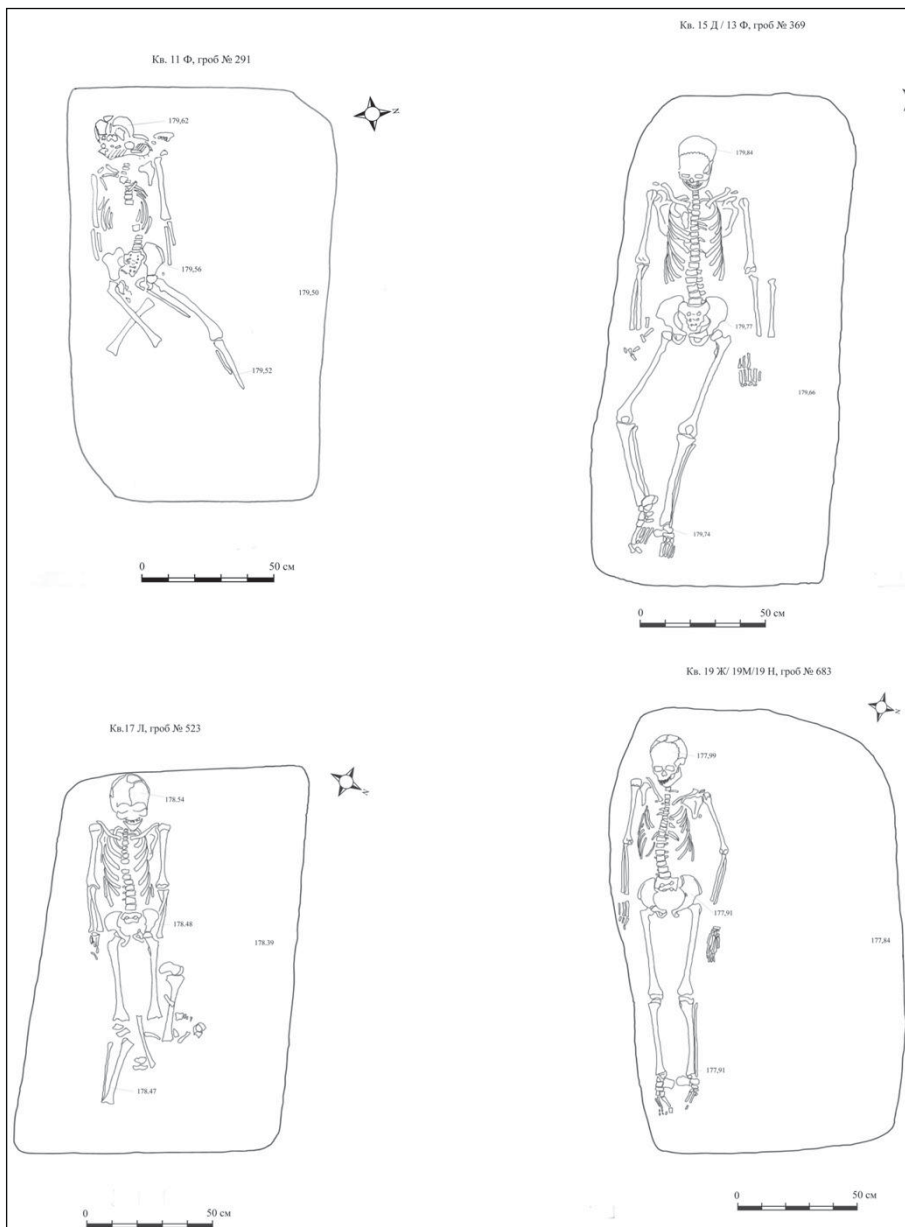 Кв. 11 Ф, гроб № 291
N
179,62
179,56
179,50
179,52
0 50 см
Кв. 15 Д / 13 Ф, гроб № 369
179,84
179,77
179,66
179,74
0 50 см
Кв.17 Л, гроб № 523
N
178.54
178.48
178.39
178.47
0 50 см
Кв. 19 Ж/ 19М/19 Н, гроб № 683
N
177,99
177,91
177,84
177,91
0 50 см